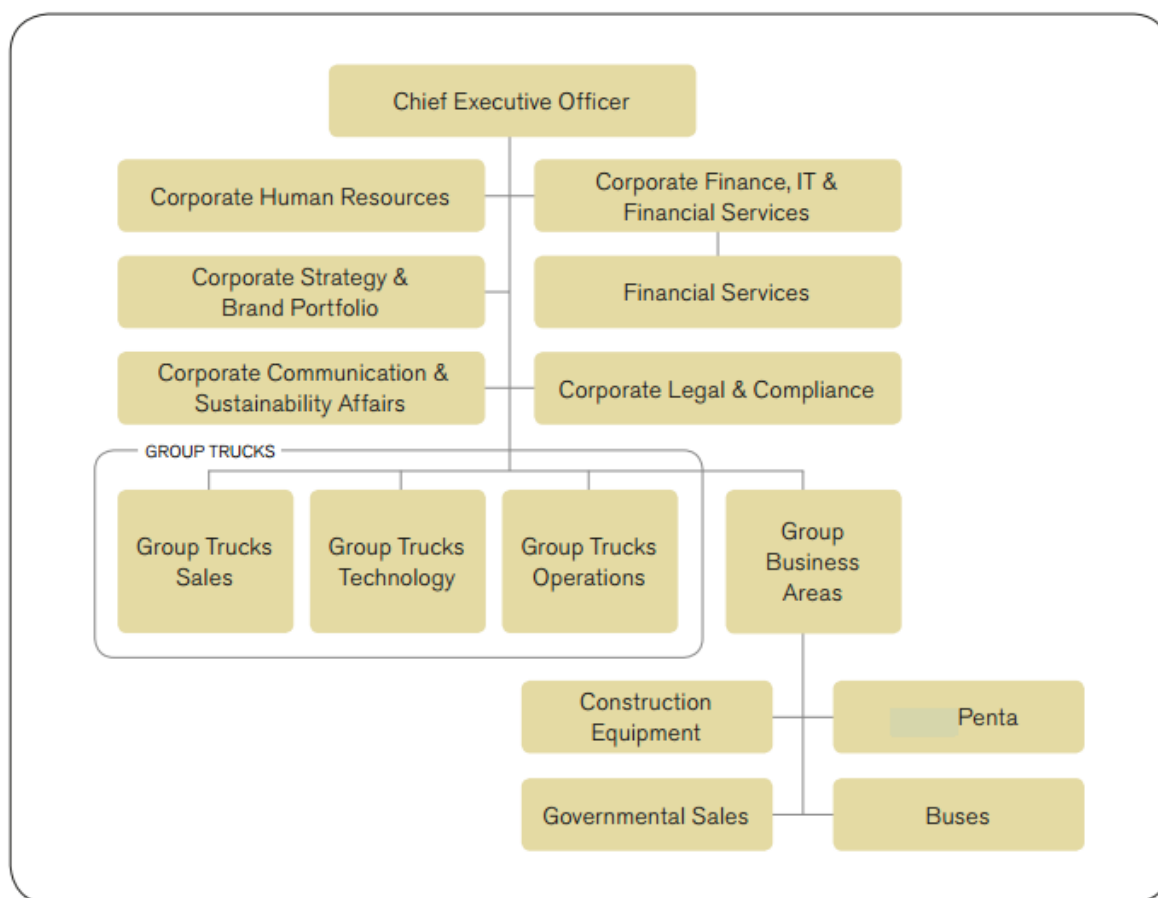 Chief Executive Officer
Corporate Human Resources
Corporate Finance, IT &
Financial Services
Corporate Strategy &
Brand Portfolio
Financial Services
Corporate Communication &
Sustainability Affairs
Corporate Legal & Compliance
GROUP TRUCKS
Group Trucks
Sales
Group Trucks
Technology
Group Trucks
Operations
Group
Business
Areas
Construction
Equipment
Penta
Governmental Sales
Buses